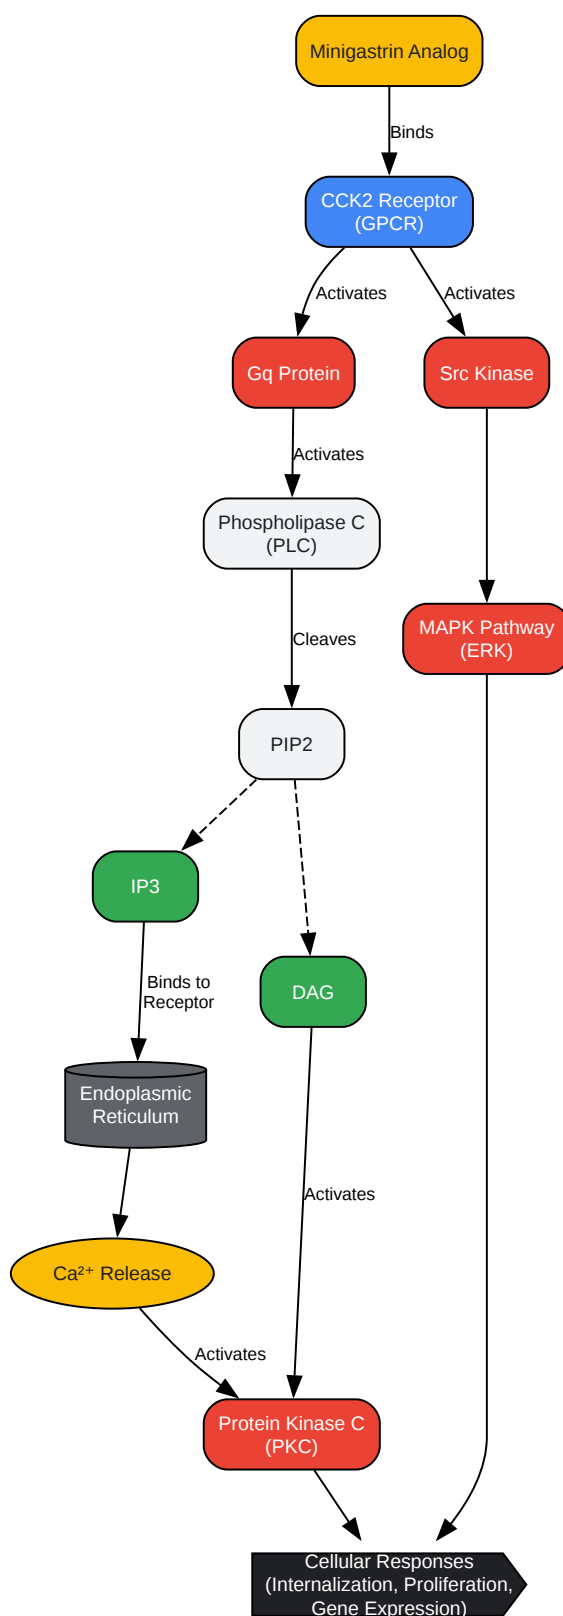 Minigastrin Analog
Binds
CCK2 Receptor
(GPCR)
Activates
Activates
Gq Protein
Src Kinase
Activates
Phospholipase C
(PLC)
Cleaves
MAPK Pathway
(ERK)
PIP2
IP3
DAG
Binds to
Receptor
Endoplasmic
Reticulum
Activates
Ca²⁺ Release
Activates
Protein Kinase C
(PKC)
Cellular Responses
(Internalization, Proliferation,
Gene Expression)